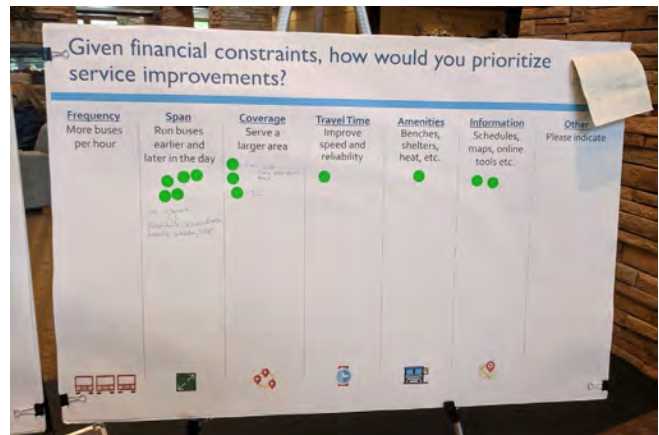 Given financial constraints, how would you prioritize
service improvements?
Frequency
More buses
per hour
Span
Run buses
earlier and
later in the day
Coverage
Serve a
larger area
Travel Time
Improve
speed and
reliability
Amenities
Benches,
shelters,
heat, etc.
Information
Schedules,
maps, online
tools etc.
Other
Please indicate